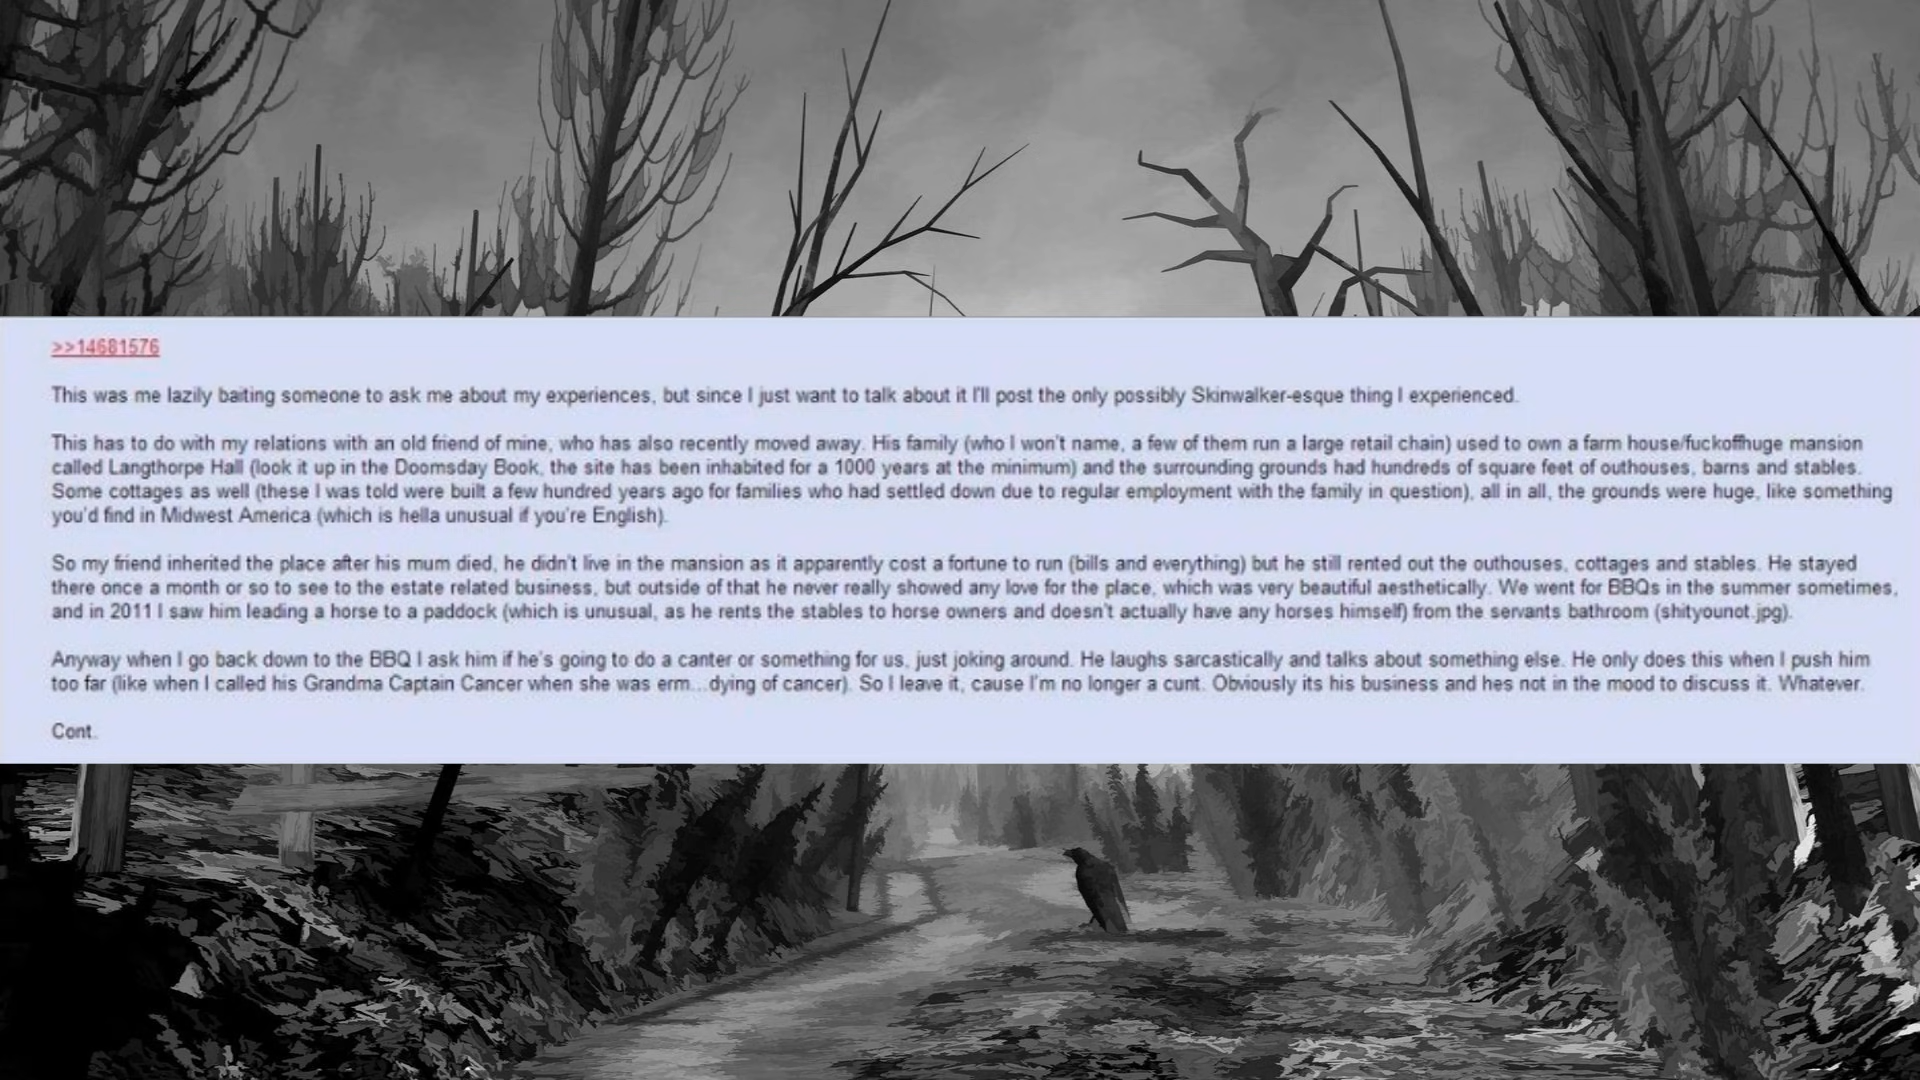 >>14681576
This was me lazily baiting someone to ask me about my experiences, but since I just want to talk about it I'll post the only possibly Skinwalker-esque thing I experienced.
This has to do with my relations with an old friend of mine, who has also recently moved away. His family (who I won't name, a few of them run a large retail chain) used to own a farm house/fuckoffhuge mansion
called Langthorpe Hall (look it up in the Doomsday Book, the site has been inhabited for a 1000 years at the minimum) and the surrounding grounds had hundreds of square feet of outhouses, barns and stables.
Some cottages as well (these I was told were built a few hundred years ago for families who had settled down due to regular employment with the family in question), all in all, the grounds were huge, like something
you'd find in Midwest America (which is hella unusual if you're English).
So my friend inherited the place after his mum died, he didn't live in the mansion as it apparently cost a fortune to run (bills and everything) but he still rented out the outhouses, cottages and stables. He stayed
there once a month or so to see to the estate related business, but outside of that he never really showed any love for the place, which was very beautiful aesthetically. We went for BBQs in the summer sometimes,
and in 2011 I saw him leading a horse to a paddock (which is unusual, as he rents the stables to horse owners and doesn't actually have any horses himself) from the servants bathroom (shityounot.jpg).
Anyway when I go back down to the BBQ I ask him if he's going to do a canter or something for us, just joking around. He laughs sarcastically and talks about something else. He only does this when I push him
too far (like when I called his Grandma Captain Cancer when she was erm...dying of cancer). So I leave it, cause I'm no longer a cunt. Obviously its his business and hes not in the mood to discuss it. Whatever.
Cont.